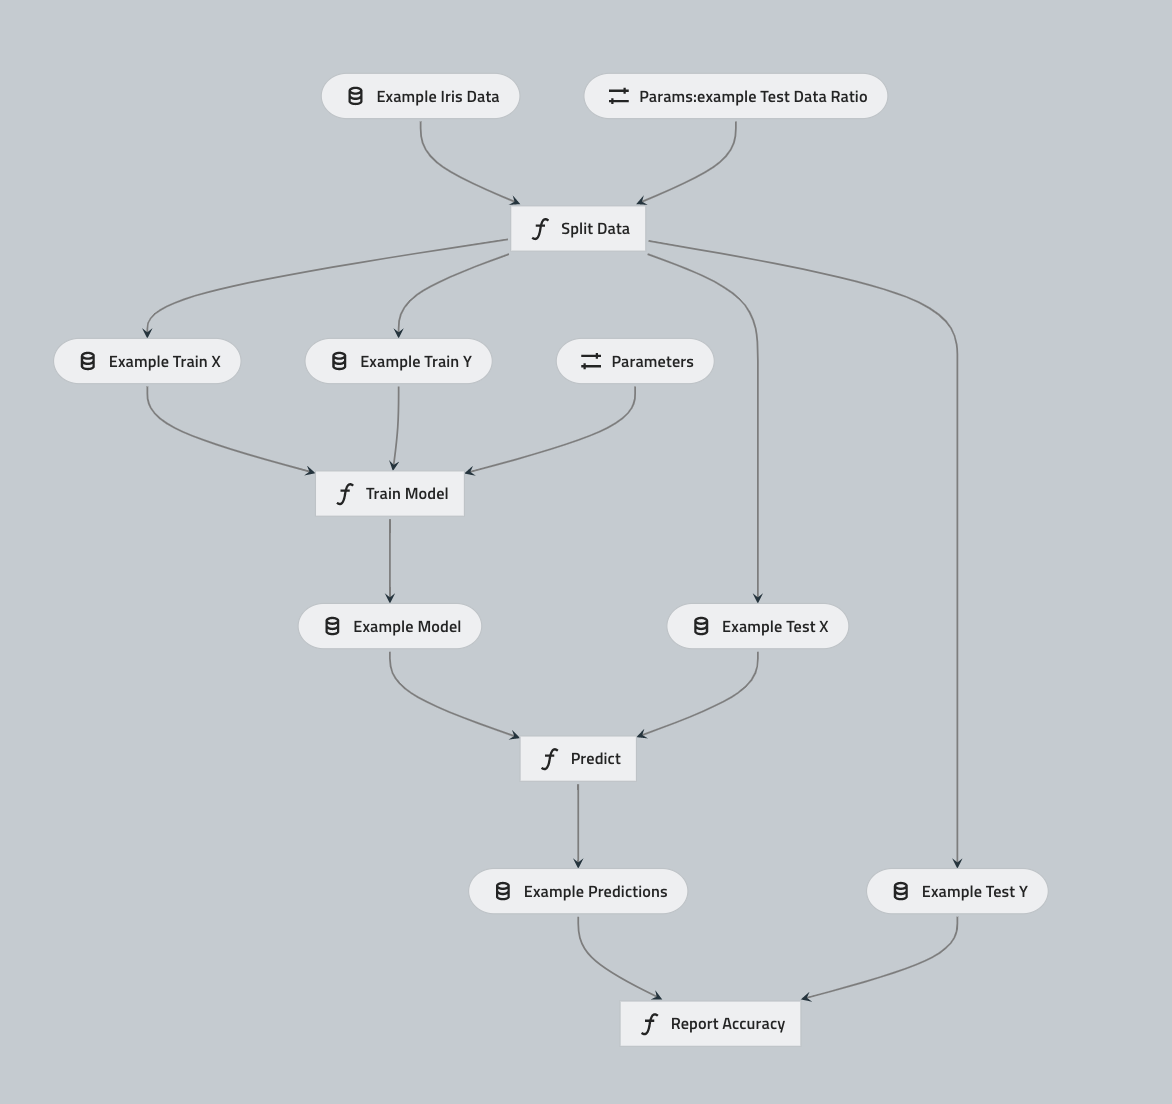 Example Iris Data
Params:example Test Data Ratio
Split Data
Example Train X
Example Train Y
Parameters
Train Model
Example Model
Example Test X
Predict
Example Predictions
Example Test Y
Report Accuracy